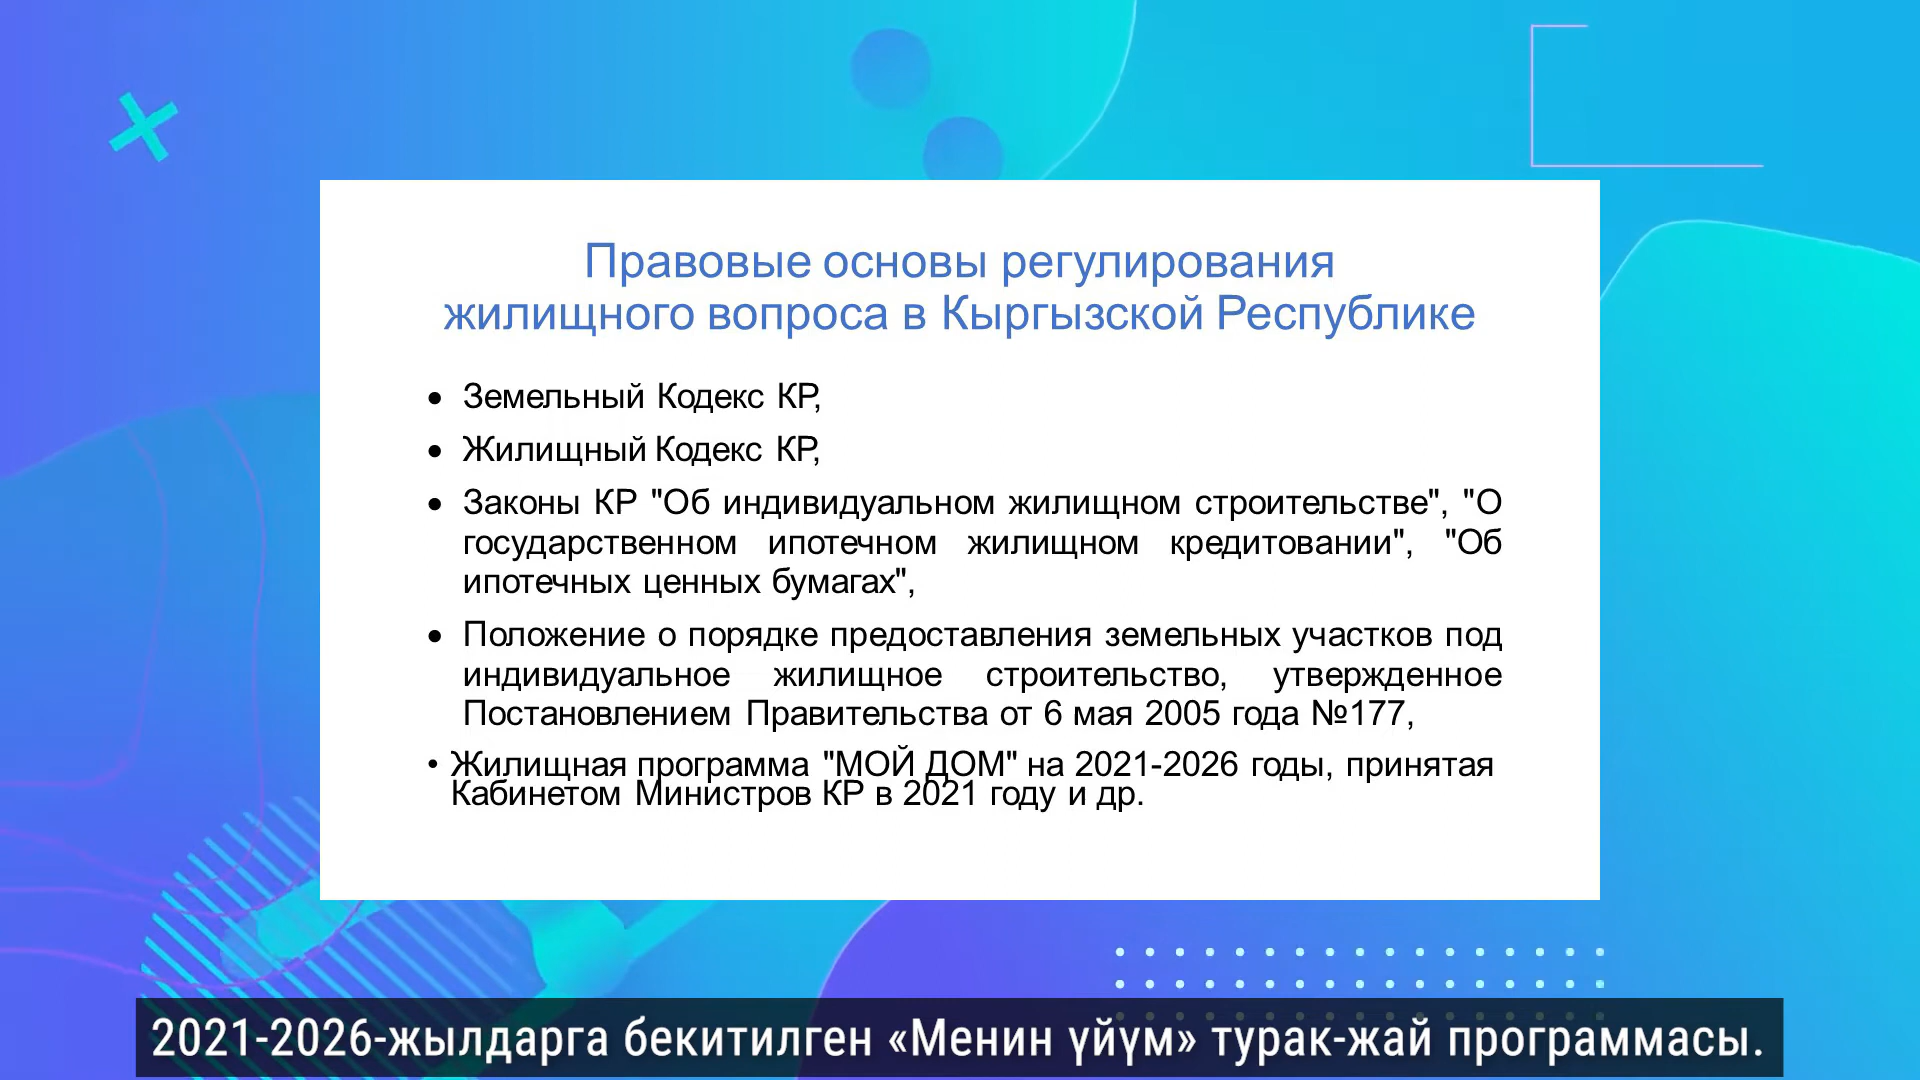 Правовые основы регулирования
жилищного вопроса в Кыргызской Республике
• Земельный Кодекс КР,
• Жилищный Кодекс КР,
• Законы КР "Об индивидуальном жилищном строительстве", "О
государственном ипотечном жилищном кредитовании", "Об
ипотечных ценных бумагах",
• Положение о порядке предоставления земельных участков под
индивидуальное жилищное строительство, утвержденное
Постановлением Правительства от 6 мая 2005 года №177,
• Жилищная программа "МОЙ ДОМ" на 2021-2026 годы, принятая
Кабинетом Министров КР в 2021 году и др.
2021-2026-жылдарга бекитилген «Менин үйүм» турак-жай программасы.